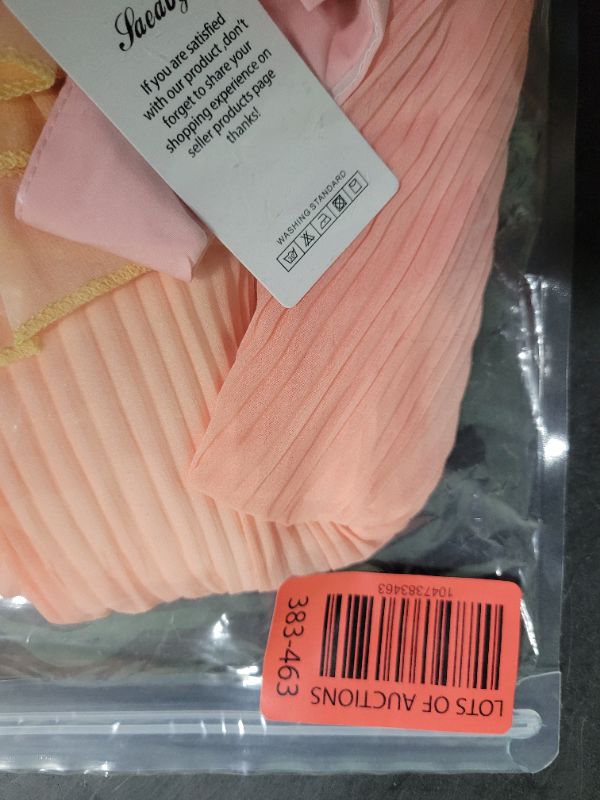 If you are satisfied
with our product ,don't
forget to share your
shopping experience on
seller products page
thanks!
WASHING STANDARD
LOTS OF AUCTIONS
1047383463
383-463